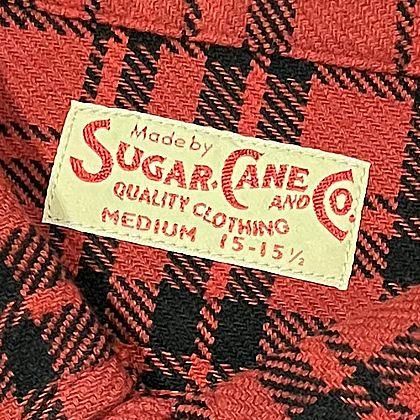 Made by
SUGAR·CANE AND CO.
QUALITY CLOTHING
MEDIUM 15-15½